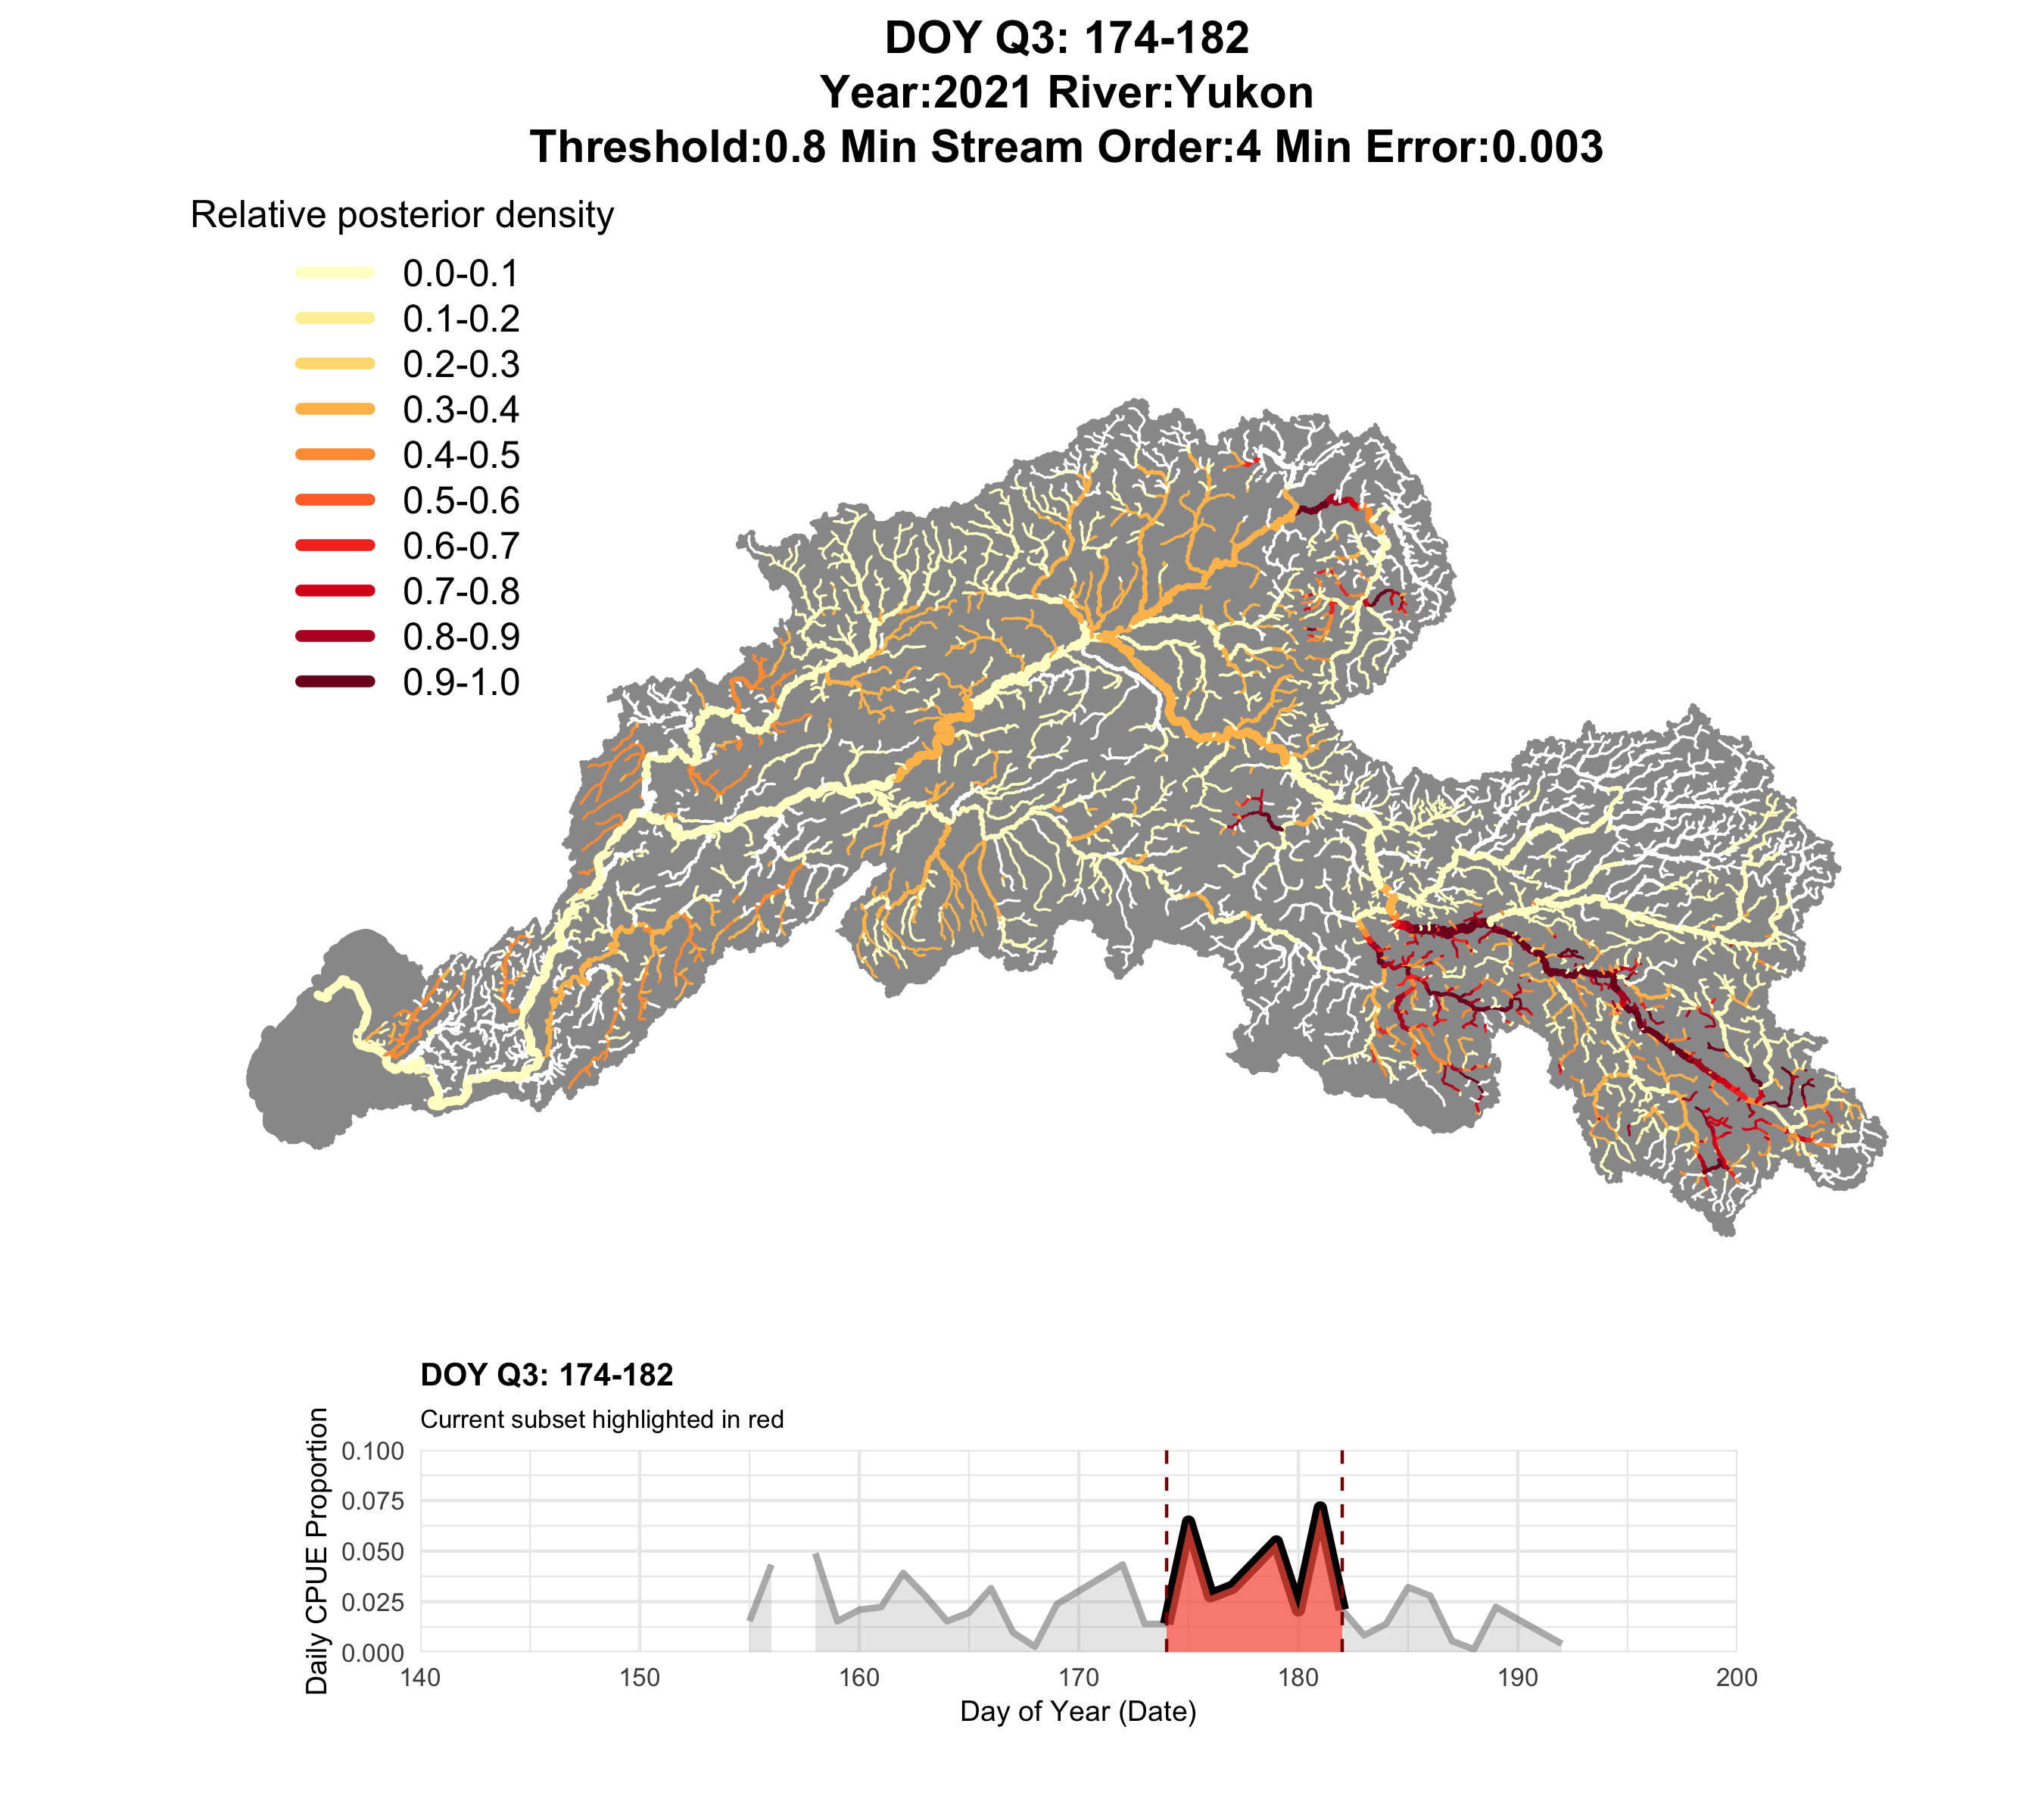 DOY Q3: 174-182
Year:2021 River:Yukon
Threshold:0.8 Min Stream Order:4 Min Error:0.003
Relative posterior density
0.0-0.1
0.1-0.2
0.2-0.3
0.3-0.4
0.4-0.5
0.5-0.6
0.6-0.7
0.7-0.8
0.8-0.9
0.9-1.0
DOY Q3: 174-182
Current subset highlighted in red
Daily CPUE Proportion
0.100
0.075
0.050
0.025
0.000
140 150 160 170 180 190 200
Day of Year (Date)